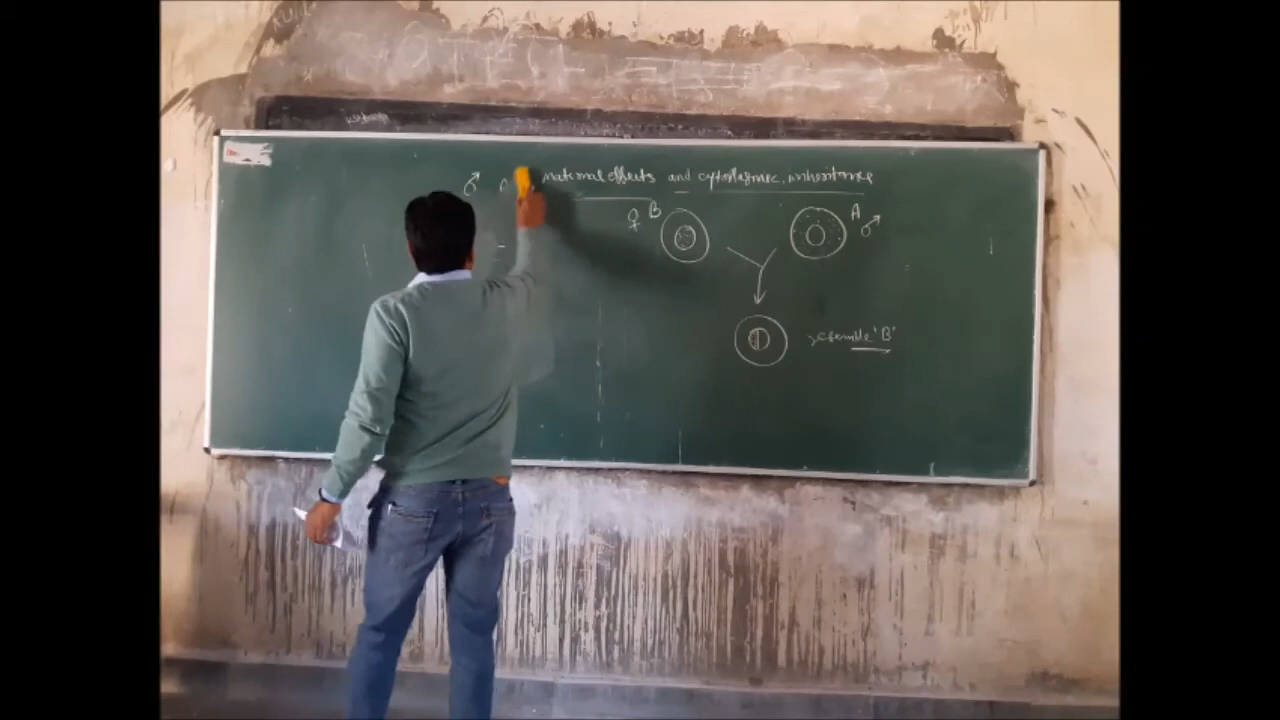 ♂
maternal effects and cytoplasmic inheritance
♀ B
A ♂
resemble 'B'